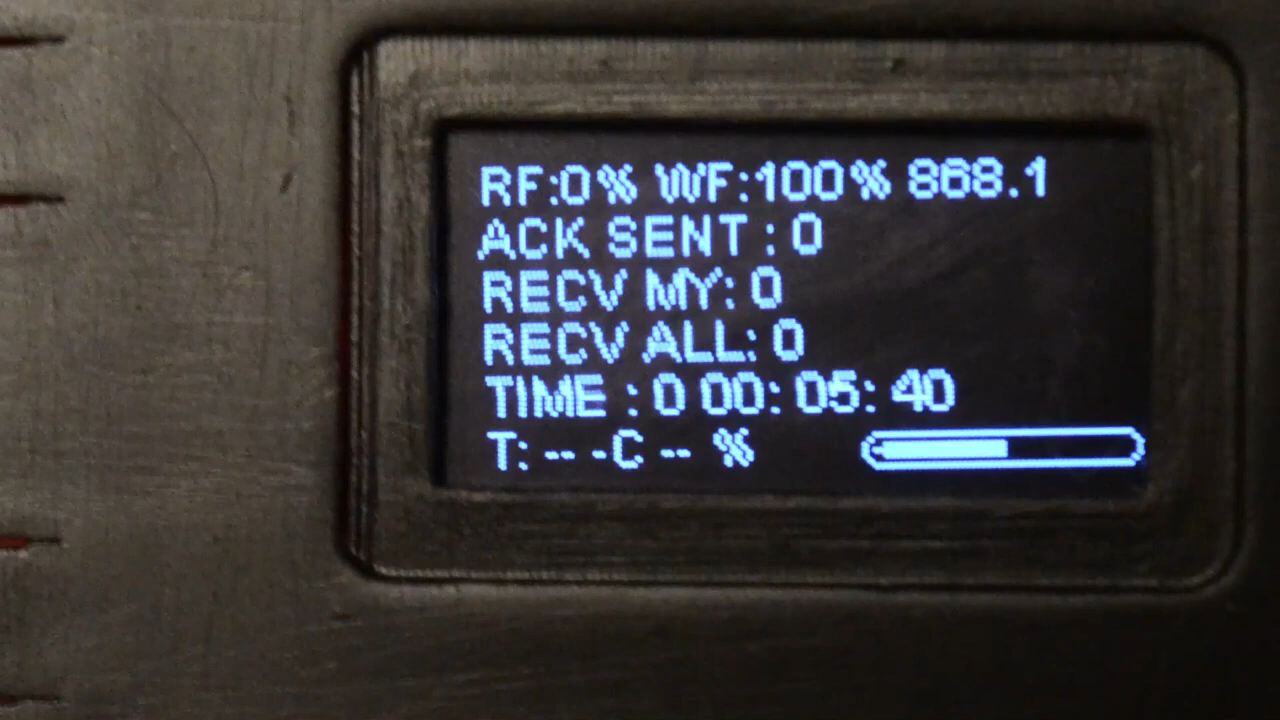 RF:0% WF:100% 868.1
ACK SENT : 0
RECV MY: 0
RECV ALL: 0
TIME : 0 00: 05: 40
T: -- -C -- %